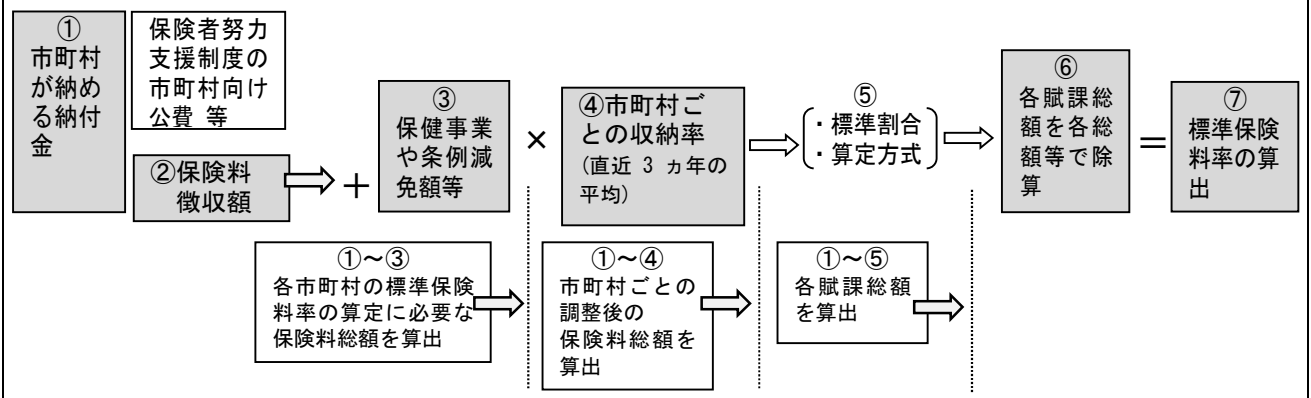 ①
市町村
が納め
る納付
金
保険者努力
支援制度の
市町村向け
公費 等
②保険料
徴収額
＋
③
保健事業
や条例減
免額等
×
④市町村ご
との収納率
(直近 3 ヵ年の
平均)
⑤
・標準割合
・算定方式
⑥
各賦課総
額を各総
額等で除
算
＝
⑦
標準保険
料率の算
出
①～③
各市町村の標準保険
料率の算定に必要な
保険料総額を算出
①～④
市町村ごとの
調整後の
保険料総額を
算出
①～⑤
各賦課総額
を算出